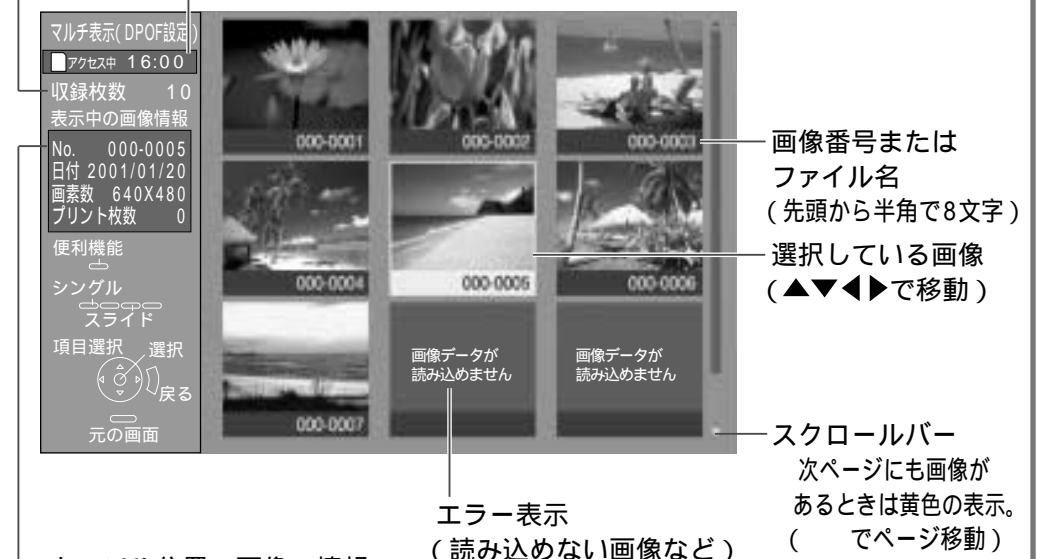 マルチ表示(DPOF設定)
アクセス中 16:00
収録枚数 10
表示中の画像情報
No. 000-0005
日付 2001/01/20
画素数 640X480
プリント枚数 0
便利機能
シングル
スライド
項目選択 選択
戻る
元の画面
000-0001
000-0002
000-0003
000-0004
000-0005
000-0006
000-0007
画像データが
読み込めません
画像データが
読み込めません
画像番号または
ファイル名
(先頭から半角で8文字)
選択している画像
(▲▼◀▶で移動)
スクロールバー
次ページにも画像が
あるときは黄色の表示。
( でページ移動)
エラー表示
(読み込めない画像など)